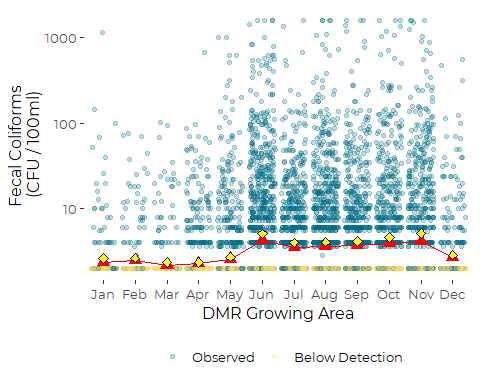 Fecal Coliforms
(CFU / 100ml)
1000
100
10
Jan Feb Mar Apr May Jun Jul Aug Sep Oct Nov Dec
DMR Growing Area
Observed Below Detection